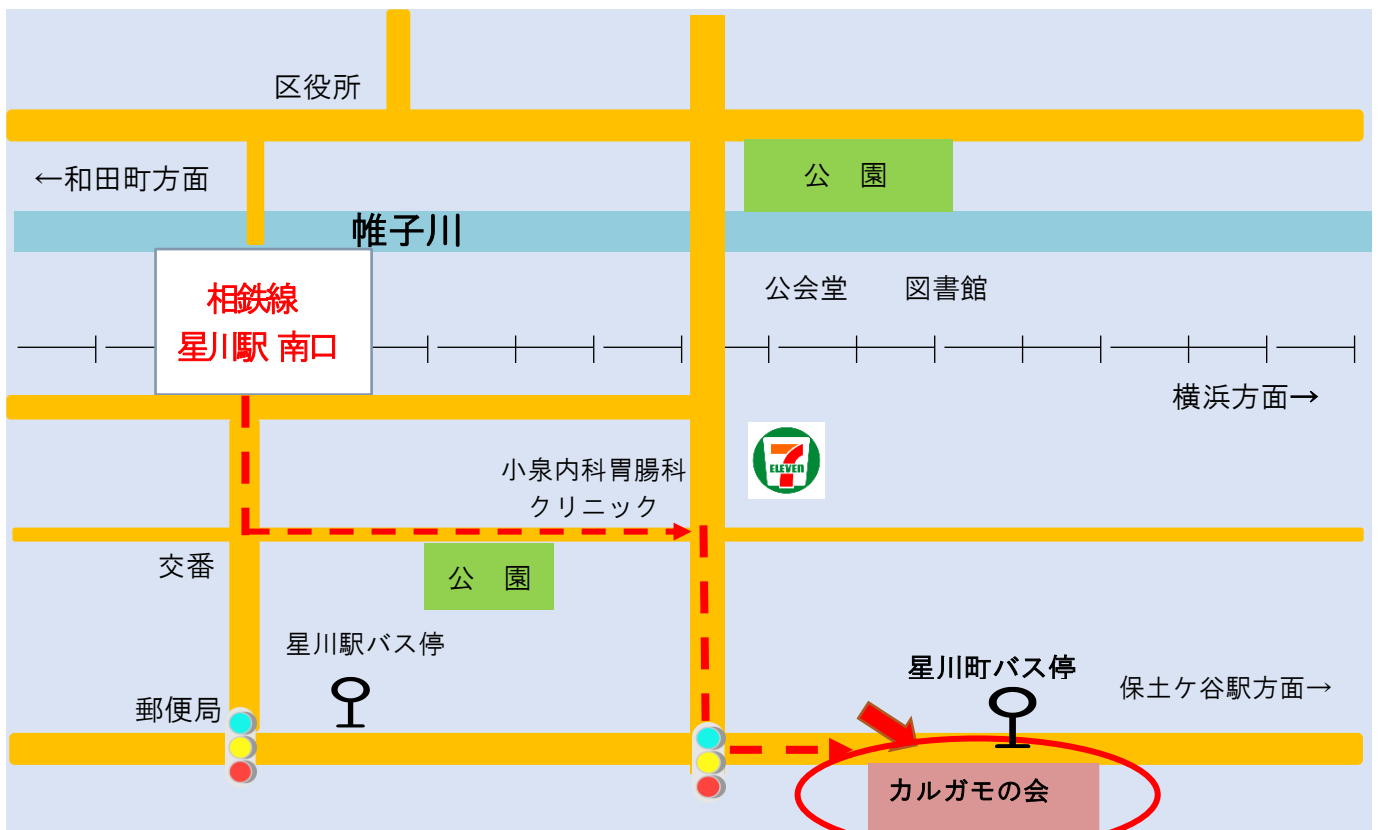 区役所
←和田町方面
公 園
帷子川
相鉄線
星川駅 南口
公会堂 図書館
横浜方面→
7
ELEVEN
小泉内科胃腸科
クリニック
交番
公 園
星川駅バス停
星川町バス停
保土ケ谷駅方面→
郵便局
カルガモの会